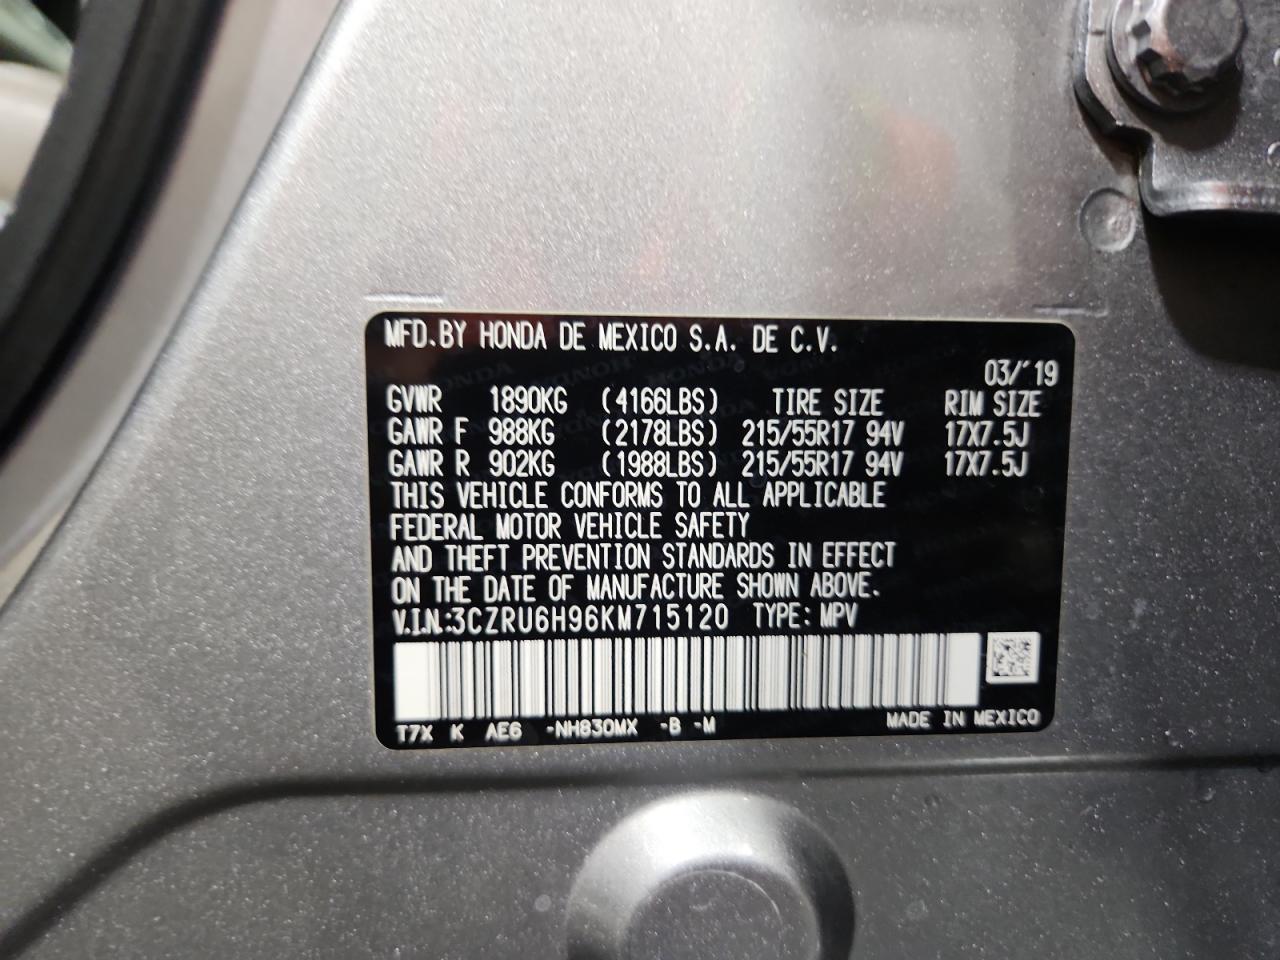 MFD.BY HONDA DE MEXICO S.A. DE C.V.
03/'19
GVWR 1890KG (4166LBS) TIRE SIZE RIM SIZE
GAWR F 988KG (2178LBS) 215/55R17 94V 17X7.5J
GAWR R 902KG (1988LBS) 215/55R17 94V 17X7.5J
THIS VEHICLE CONFORMS TO ALL APPLICABLE
FEDERAL MOTOR VEHICLE SAFETY
AND THEFT PREVENTION STANDARDS IN EFFECT
ON THE DATE OF MANUFACTURE SHOWN ABOVE.
V.I.N.:3CZRU6H96KM715120 TYPE: MPV
T7X K AE6 -NH830MX -B -M MADE IN MEXICO